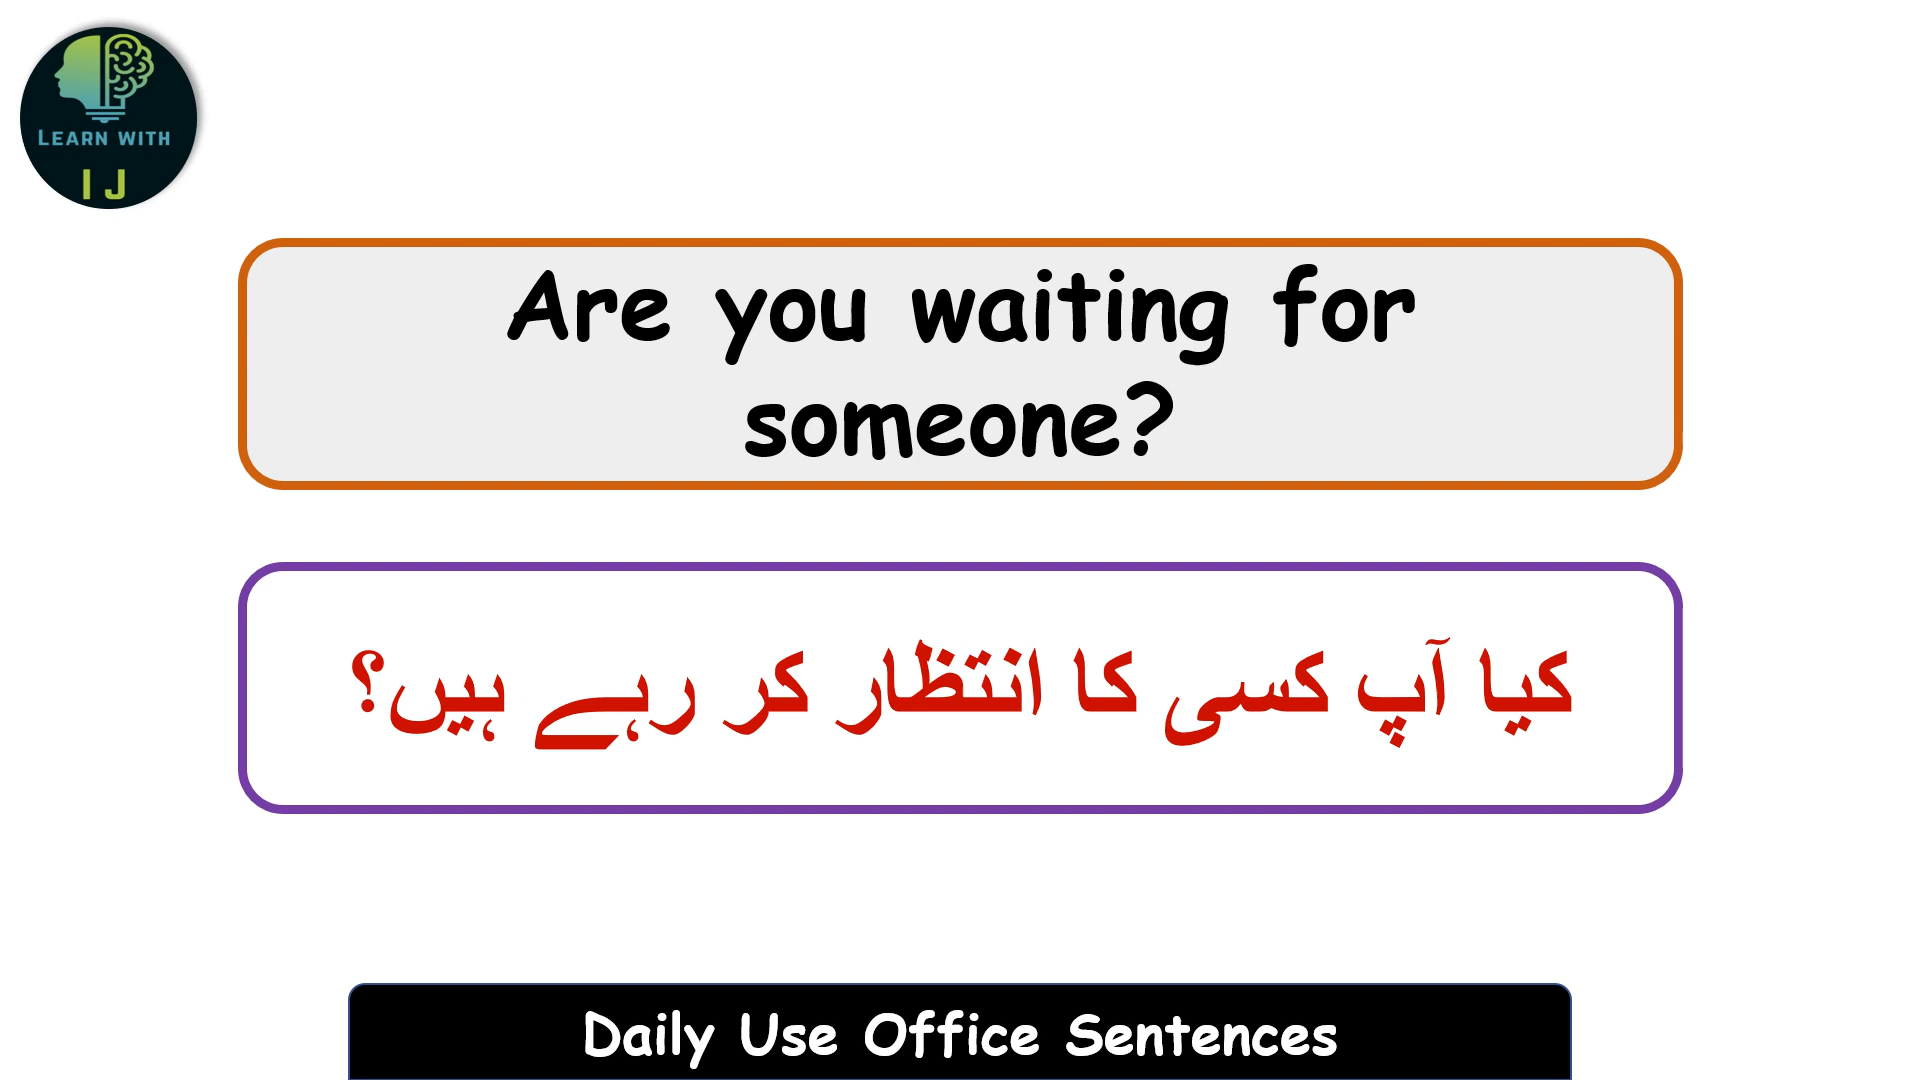 LEARN WITH
I J
Are you waiting for
someone?
کیا آپ کسی کا انتظار کر رہے ہیں؟
Daily Use Office Sentences